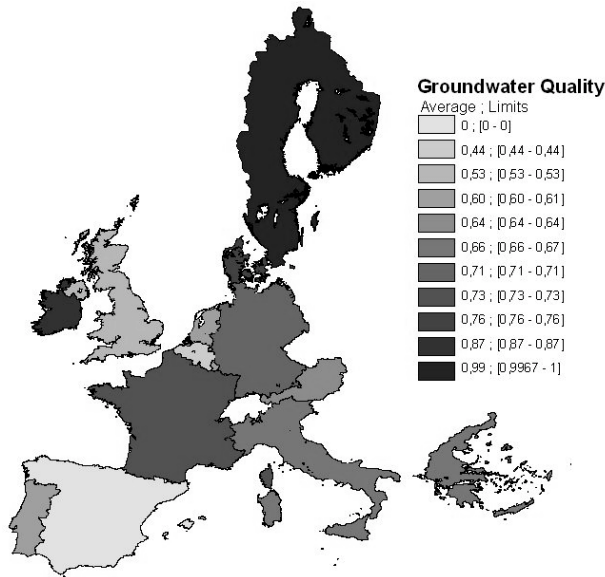 Groundwater Quality
Average ; Limits
0 ; [0 - 0]
0,44 ; [0,44 - 0,44]
0,53 ; [0,53 - 0,53]
0,60 ; [0,60 - 0,61]
0,64 ; [0,64 - 0,64]
0,66 ; [0,66 - 0,67]
0,71 ; [0,71 - 0,71]
0,73 ; [0,73 - 0,73]
0,76 ; [0,76 - 0,76]
0,87 ; [0,87 - 0,87]
0,99 ; [0,9967 - 1]